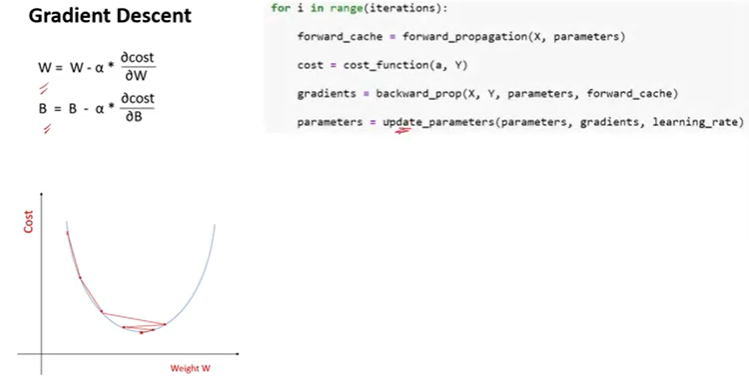 Gradient Descent
W = W - α * ∂cost
∂W
B = B - α * ∂cost
∂B
for i in range(iterations):
forward_cache = forward_propagation(X, parameters)
cost = cost_function(a, Y)
gradients = backward_prop(X, Y, parameters, forward_cache)
parameters = update_parameters(parameters, gradients, learning_rate)
Cost
Weight W